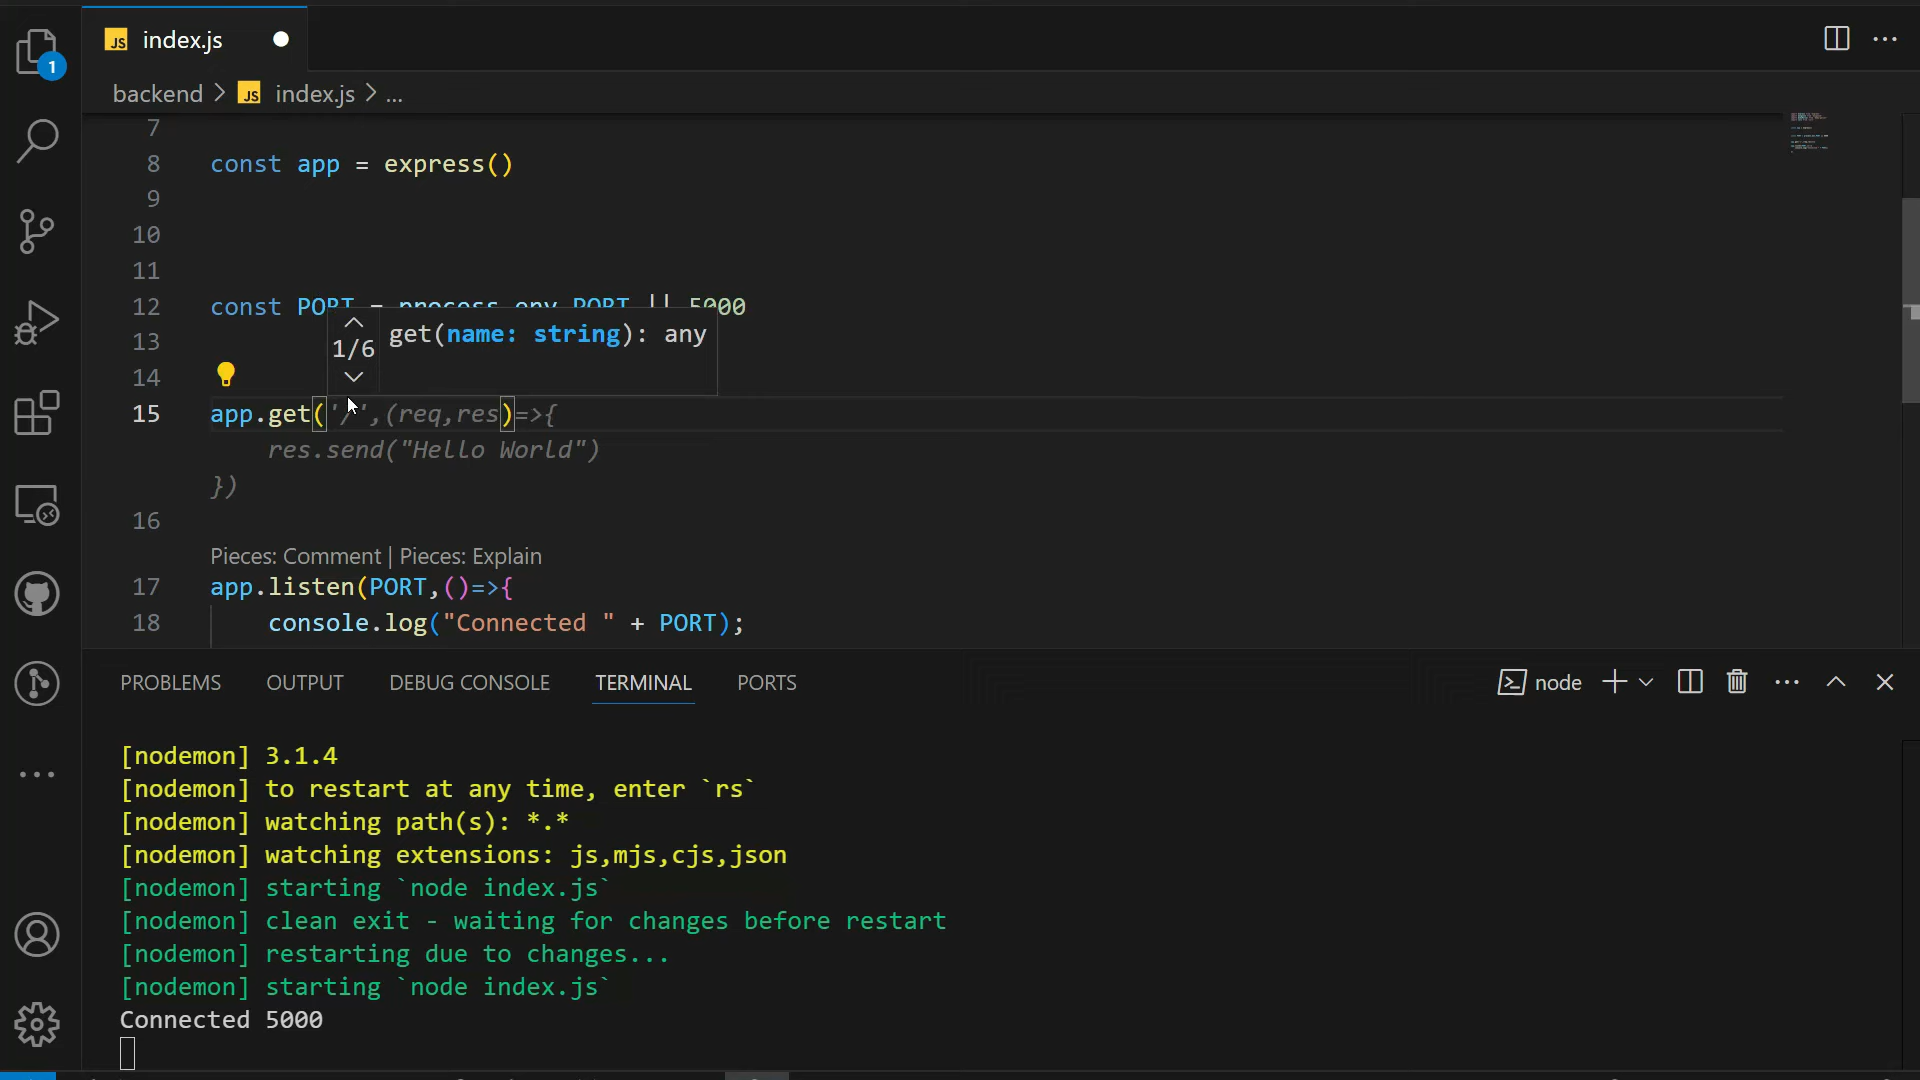 1
JS index.js
backend > JS index.js > ...
7
8 const app = express()
9
10
11
12 const PORT = process.env.PORT || 5000
13
1/6 get(name: string): any
14
15 app.get('/',(req,res)=>{
res.send("Hello World")
})
16
Pieces: Comment | Pieces: Explain
17 app.listen(PORT,()=>{
18 console.log("Connected " + PORT);
PROBLEMS OUTPUT DEBUG CONSOLE TERMINAL PORTS node
[nodemon] 3.1.4
[nodemon] to restart at any time, enter `rs`
[nodemon] watching path(s): *.*
[nodemon] watching extensions: js,mjs,cjs,json
[nodemon] starting `node index.js`
[nodemon] clean exit - waiting for changes before restart
[nodemon] restarting due to changes...
[nodemon] starting `node index.js`
Connected 5000